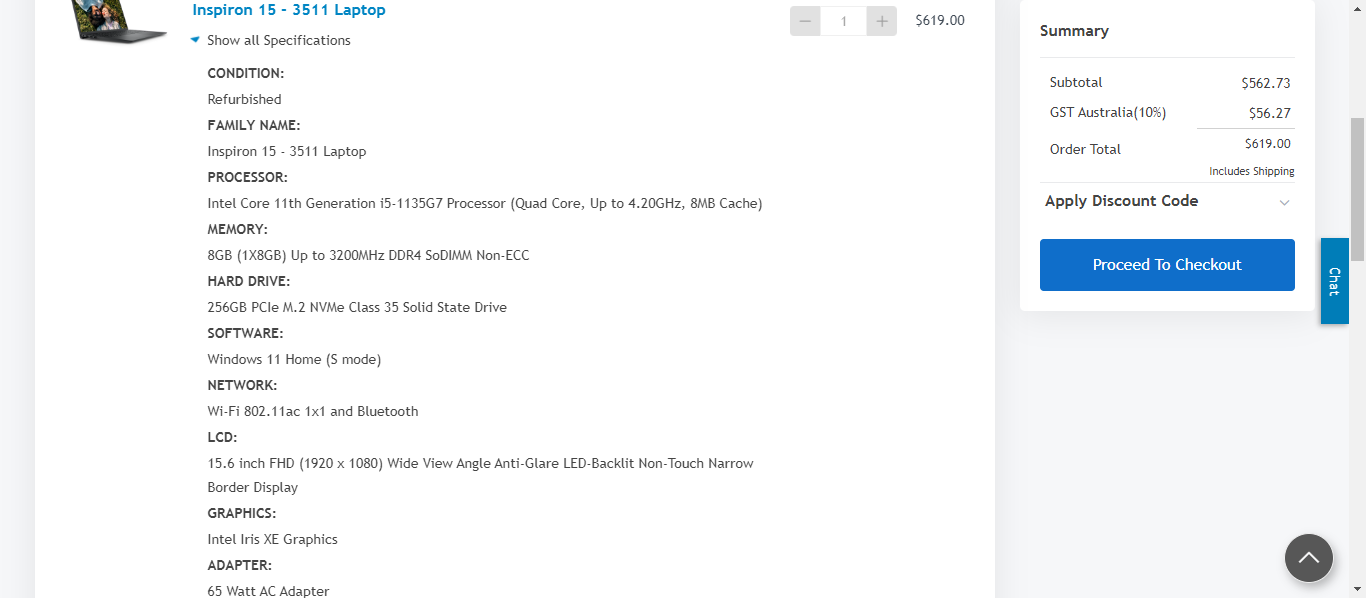 Inspiron 15 - 3511 Laptop
1
$619.00
Show all Specifications
CONDITION:
Refurbished
FAMILY NAME:
Inspiron 15 - 3511 Laptop
PROCESSOR:
Intel Core 11th Generation i5-1135G7 Processor (Quad Core, Up to 4.20GHz, 8MB Cache)
MEMORY:
8GB (1X8GB) Up to 3200MHz DDR4 SoDIMM Non-ECC
HARD DRIVE:
256GB PCIe M.2 NVMe Class 35 Solid State Drive
SOFTWARE:
Windows 11 Home (S mode)
NETWORK:
Wi-Fi 802.11ac 1x1 and Bluetooth
LCD:
15.6 inch FHD (1920 x 1080) Wide View Angle Anti-Glare LED-Backlit Non-Touch Narrow
Border Display
GRAPHICS:
Intel Iris XE Graphics
ADAPTER:
65 Watt AC Adapter
Summary
Subtotal $562.73
GST Australia(10%) $56.27
Order Total $619.00
Includes Shipping
Apply Discount Code
Proceed To Checkout
Chat